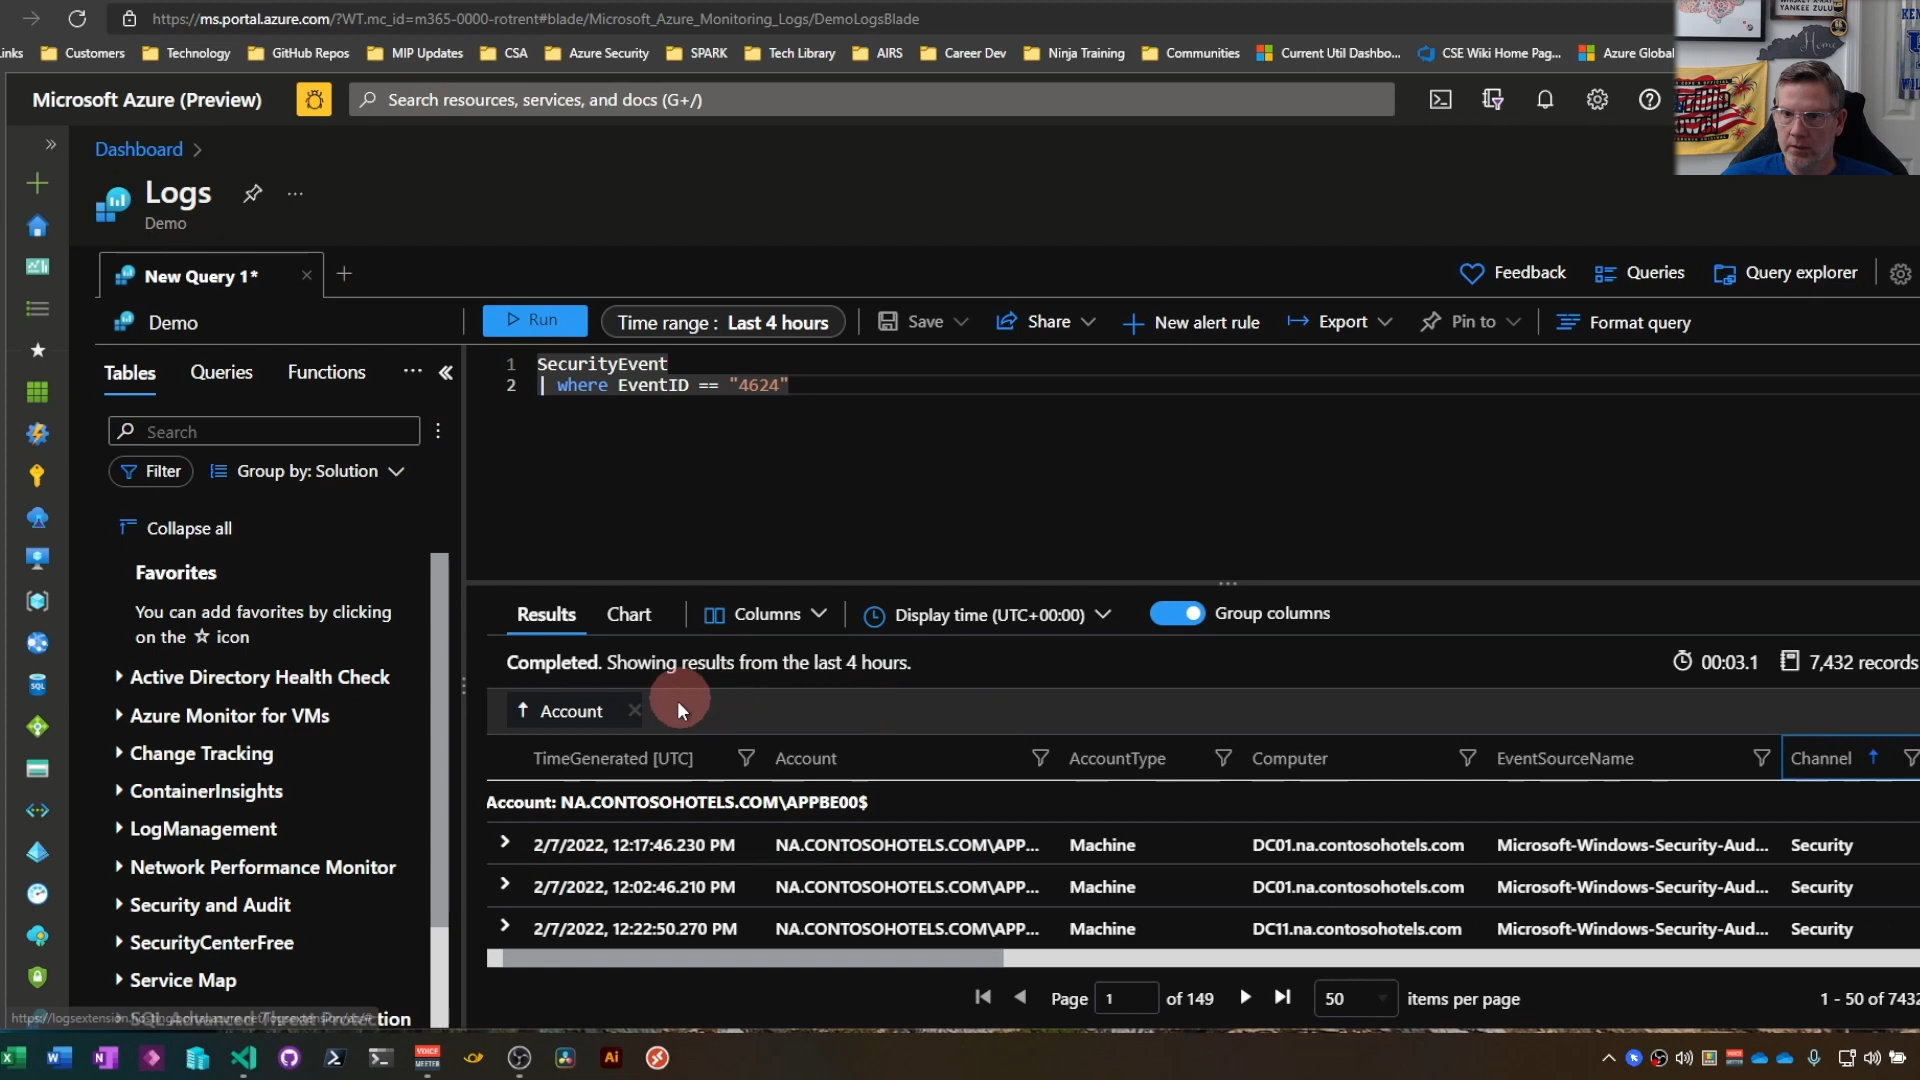 https://ms.portal.azure.com/?WT.mc_id=m365-0000-rotrent#blade/Microsoft_Azure_Monitoring_Logs/DemoLogsBlade
inks Customers Technology GitHub Repos MIP Updates CSA Azure Security SPARK Tech Library AIRS Career Dev Ninja Training Communities Current Util Dashbo... CSE Wiki Home Pag... Azure Global
Microsoft Azure (Preview) Search resources, services, and docs (G+/)
Dashboard
Logs ...
Demo
New Query 1*
Feedback Queries Query explorer
Demo Run Time range : Last 4 hours Save Share New alert rule Export Pin to Format query
Tables Queries Functions ...
1 SecurityEvent
2 | where EventID == "4624"
Search
Filter Group by: Solution
Collapse all
Favorites
You can add favorites by clicking
on the ☆ icon
Active Directory Health Check
Azure Monitor for VMs
Change Tracking
ContainerInsights
LogManagement
Network Performance Monitor
Security and Audit
SecurityCenterFree
Service Map
SQL Advanced Threat Protection
Results Chart Columns Display time (UTC+00:00) Group columns
Completed. Showing results from the last 4 hours. 00:03.1 7,432 records
Account
TimeGenerated [UTC] Account AccountType Computer EventSourceName Channel
Account: NA.CONTOSOHOTELS.COM\APPBE00$
2/7/2022, 12:17:46.230 PM NA.CONTOSOHOTELS.COM\APP... Machine DC01.na.contosohotels.com Microsoft-Windows-Security-Aud... Security
2/7/2022, 12:02:46.210 PM NA.CONTOSOHOTELS.COM\APP... Machine DC01.na.contosohotels.com Microsoft-Windows-Security-Aud... Security
2/7/2022, 12:22:50.270 PM NA.CONTOSOHOTELS.COM\APP... Machine DC11.na.contosohotels.com Microsoft-Windows-Security-Aud... Security
Page 1 of 149 50 items per page 1 - 50 of 7432